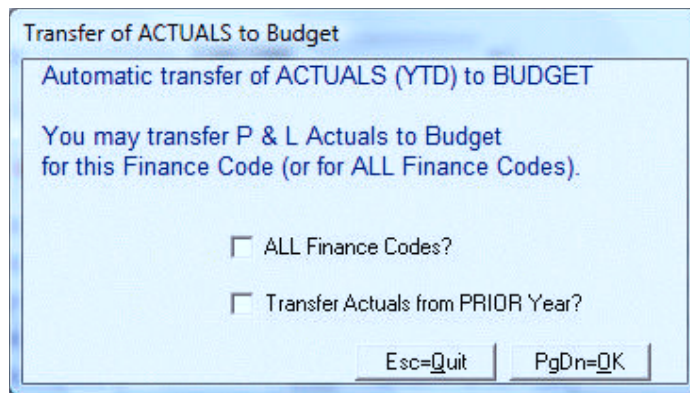 Transfer of ACTUALS to Budget
Automatic transfer of ACTUALS (YTD) to BUDGET
You may transfer P & L Actuals to Budget
for this Finance Code (or for ALL Finance Codes).
ALL Finance Codes?
Transfer Actuals from PRIOR Year?
Esc=Quit PgDn=OK